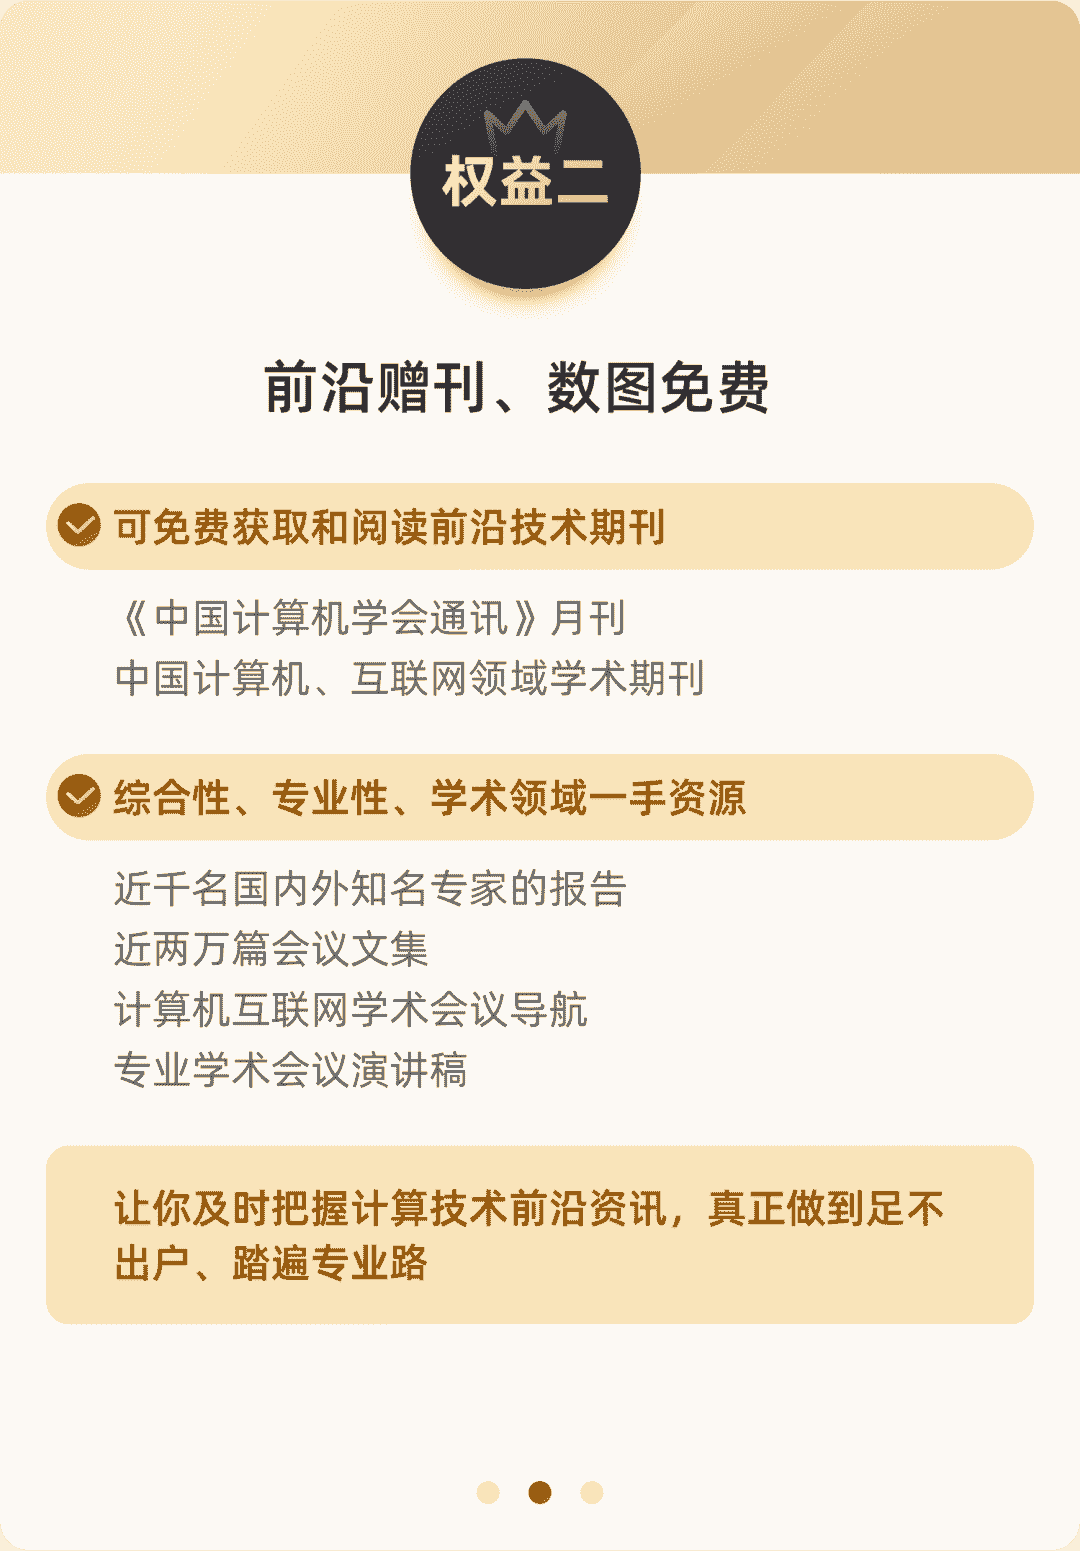 权益二
前沿赠刊、数图免费
可免费获取和阅读前沿技术期刊
《中国计算机学会通讯》月刊
中国计算机、互联网领域学术期刊
综合性、专业性、学术领域一手资源
近千名国内外知名专家的报告
近两万篇会议文集
计算机互联网学术会议导航
专业学术会议演讲稿
让你及时把握计算技术前沿资讯，真正做到足不
出户、踏遍专业路